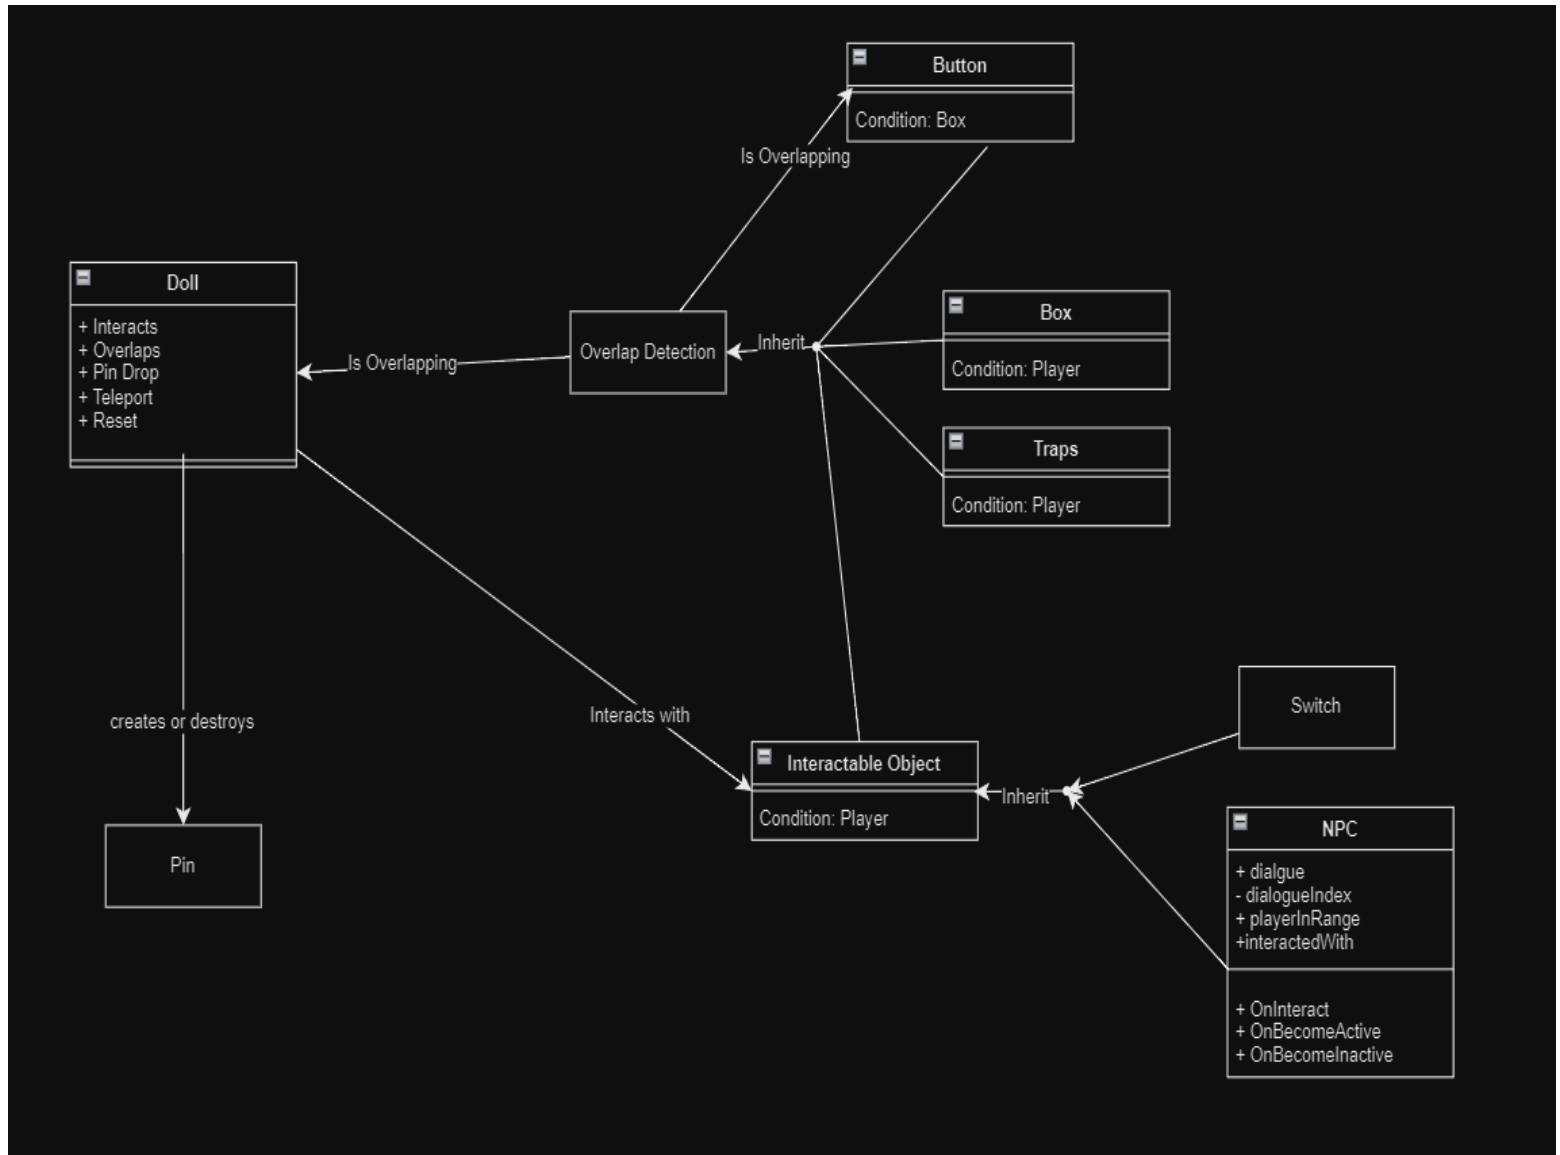 Button
Condition: Box
Is Overlapping
Doll
+ Interacts
+ Overlaps
+ Pin Drop
+ Teleport
+ Reset
Is Overlapping
Overlap Detection
Inherit
Box
Condition: Player
Traps
Condition: Player
creates or destroys
Interacts with
Pin
Interactable Object
Condition: Player
Inherit
Switch
NPC
+ dialgue
- dialogueIndex
+ playerInRange
+interactedWith
+ OnInteract
+ OnBecomeActive
+ OnBecomeInactive